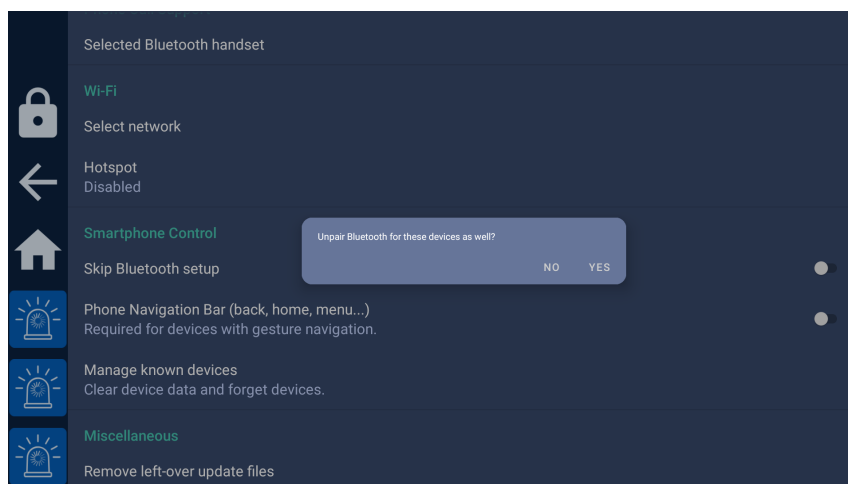 Selected Bluetooth handset
Wi-Fi
Select network
Hotspot
Disabled
Smartphone Control
Unpair Bluetooth for these devices as well?
NO YES
Skip Bluetooth setup
Phone Navigation Bar (back, home, menu...)
Required for devices with gesture navigation.
Manage known devices
Clear device data and forget devices.
Miscellaneous
Remove left-over update files